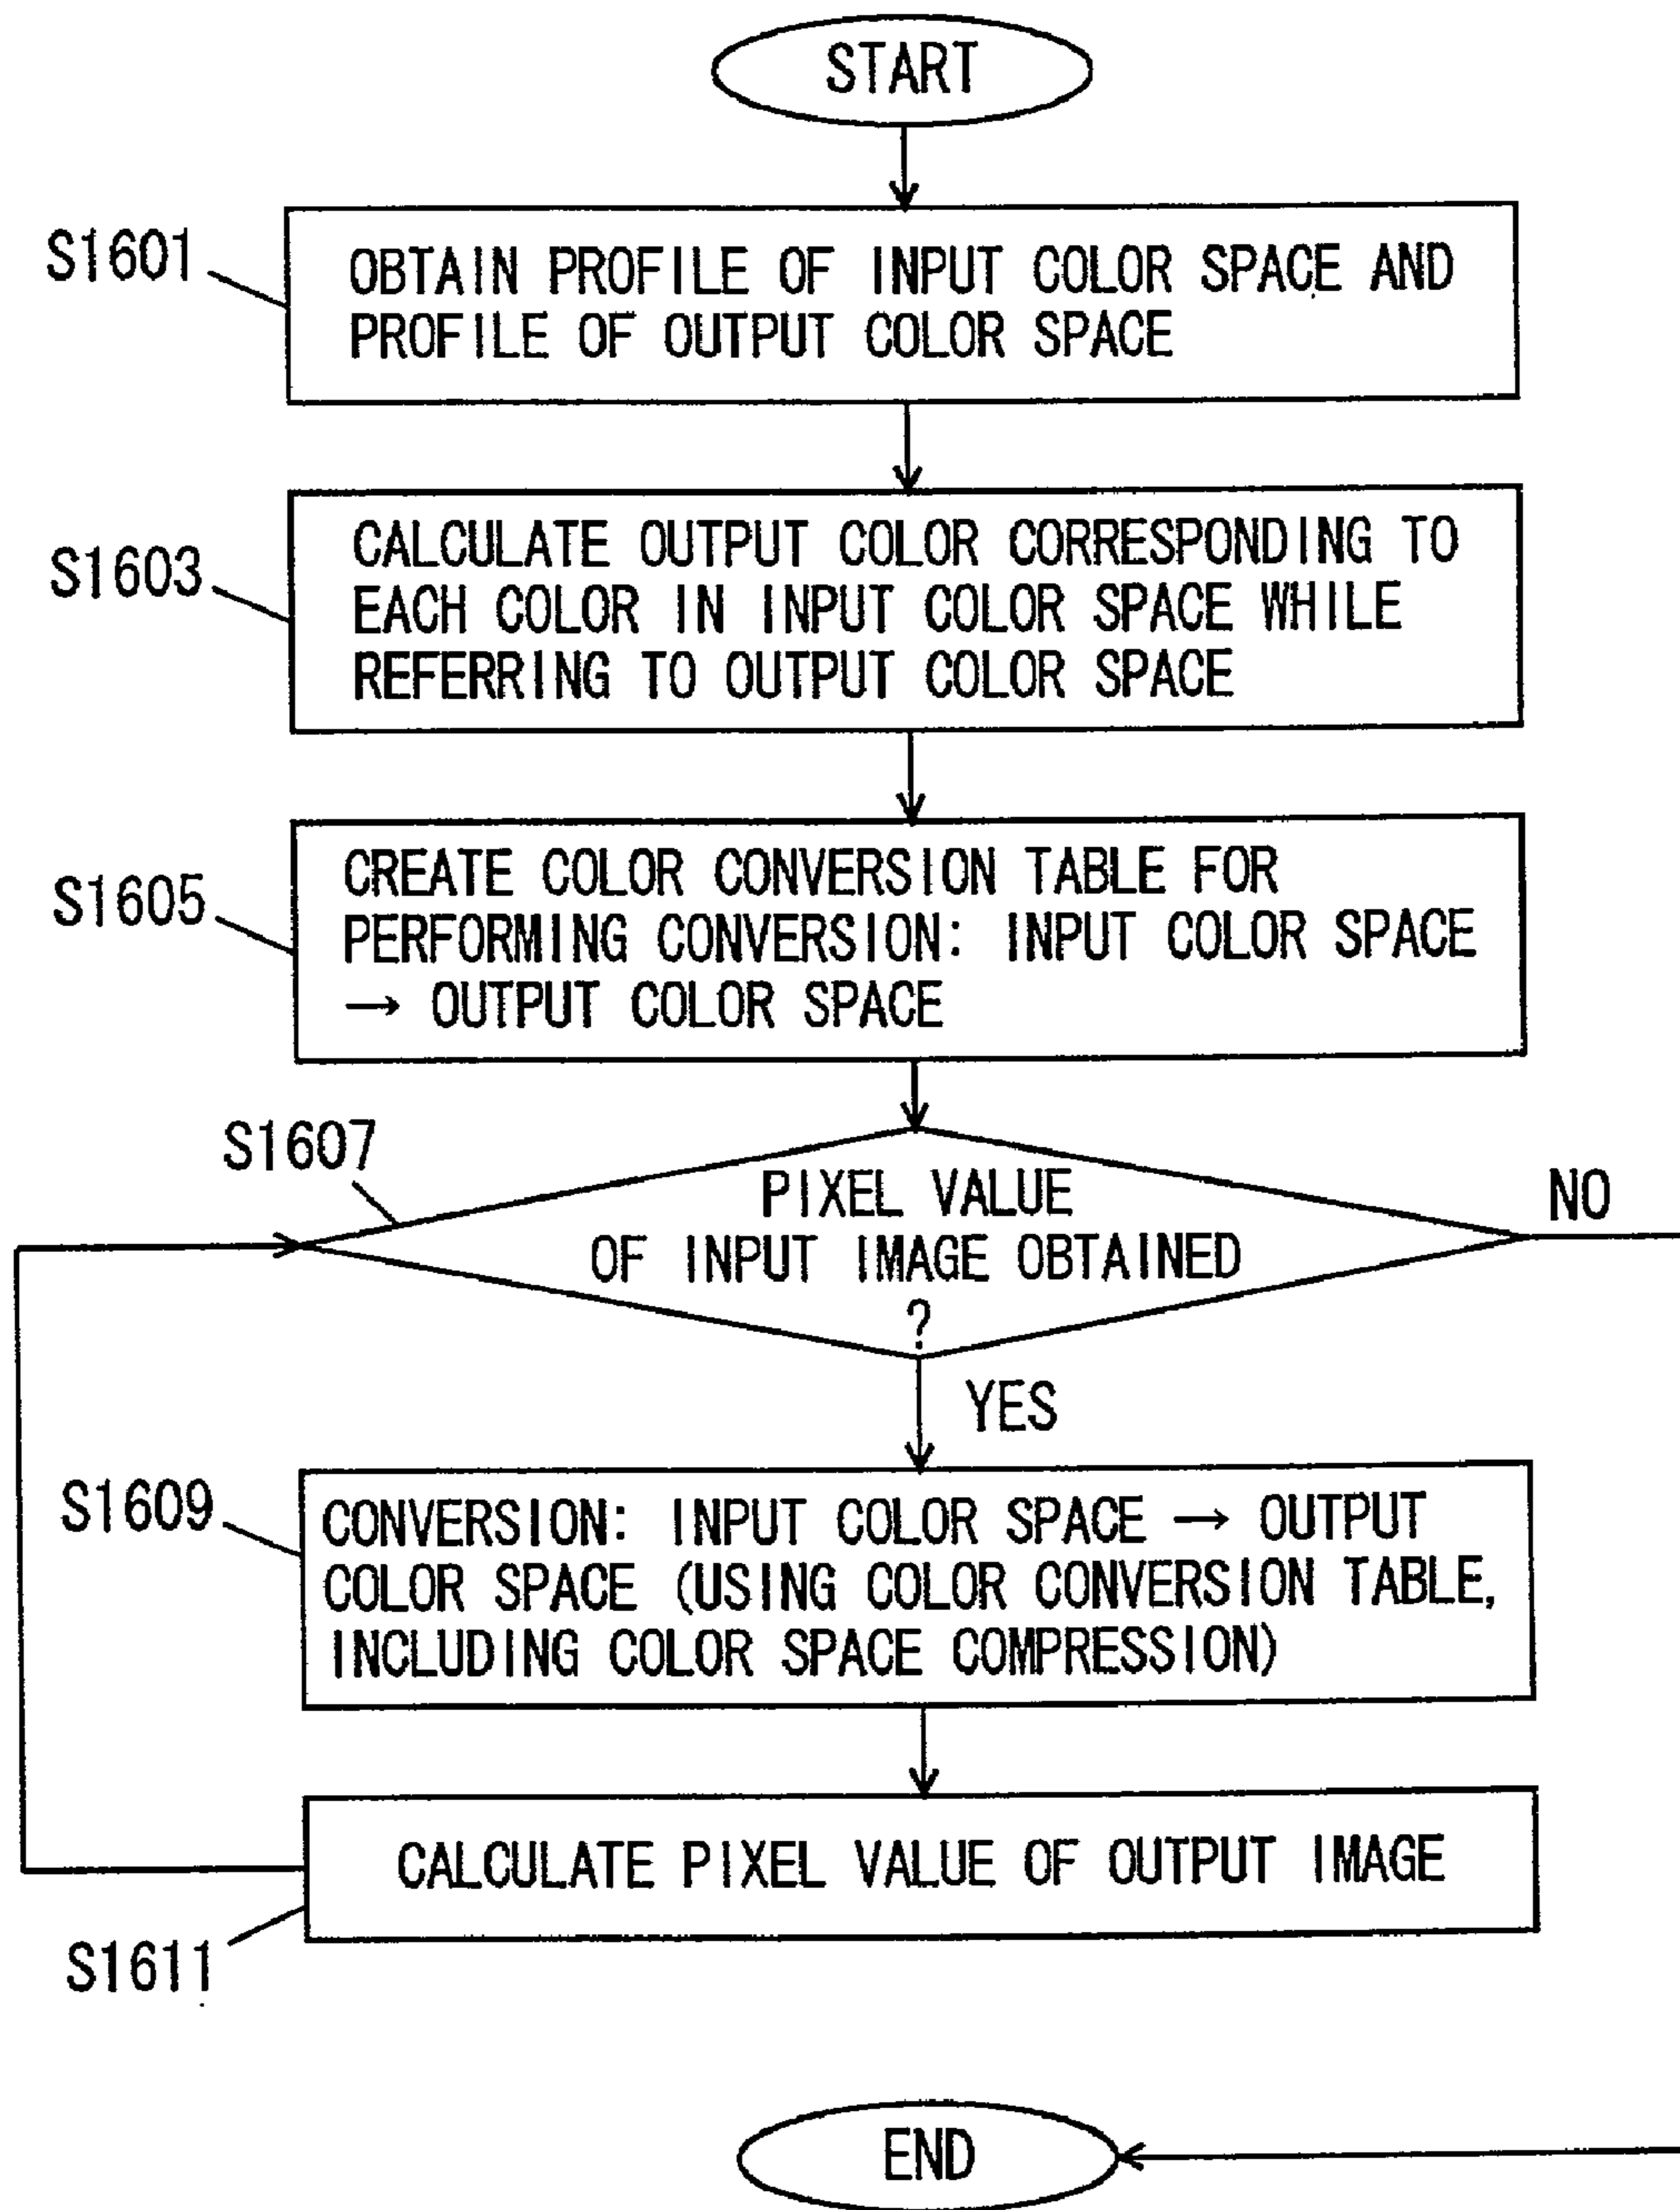 START
S1601
OBTAIN PROFILE OF INPUT COLOR SPACE AND
PROFILE OF OUTPUT COLOR SPACE
S1603
CALCULATE OUTPUT COLOR CORRESPONDING TO
EACH COLOR IN INPUT COLOR SPACE WHILE
REFERRING TO OUTPUT COLOR SPACE
S1605
CREATE COLOR CONVERSION TABLE FOR
PERFORMING CONVERSION: INPUT COLOR SPACE
→ OUTPUT COLOR SPACE
S1607
PIXEL VALUE
OF INPUT IMAGE OBTAINED
?
NO
YES
S1609
CONVERSION: INPUT COLOR SPACE → OUTPUT
COLOR SPACE (USING COLOR CONVERSION TABLE,
INCLUDING COLOR SPACE COMPRESSION)
CALCULATE PIXEL VALUE OF OUTPUT IMAGE
S1611
END